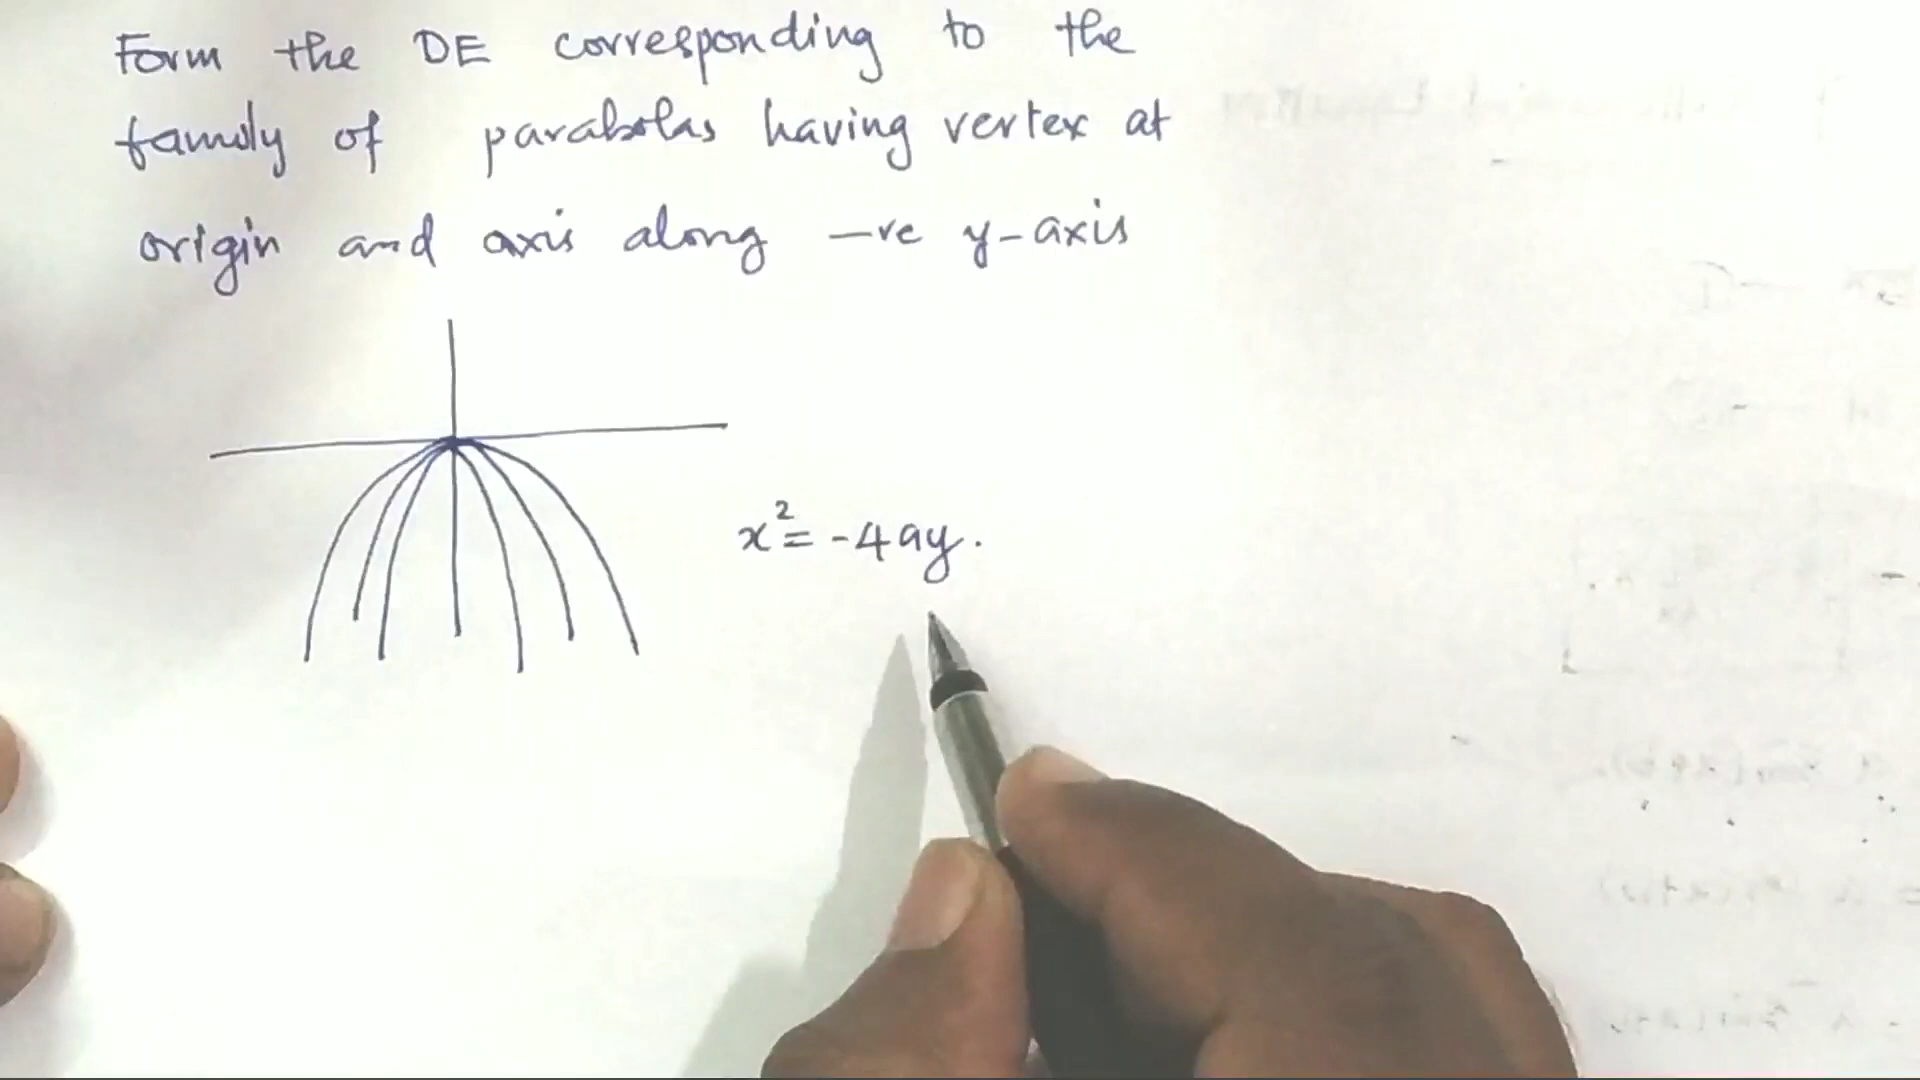 Form the DE corresponding to the
family of parabolas having vertex at
origin and axis along -ve y-axis
x² = -4ay.